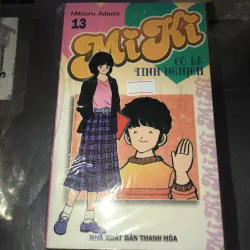 Mitsuru Adachi
13
MiKi
CÔ BÉ
TINH NGHỊCH
NHÀ XUẤT BẢN THANH HÓA